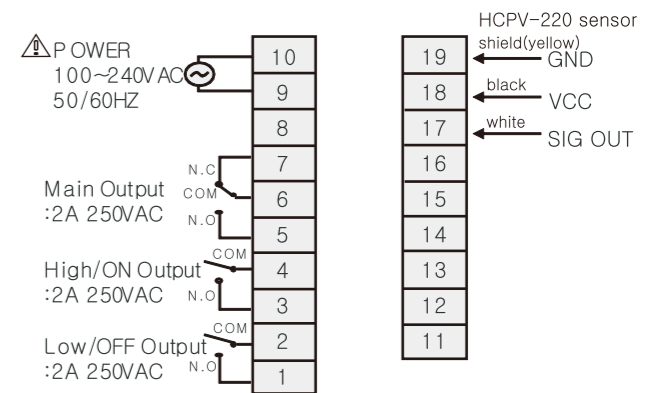 HCPV-220 sensor
POWER
100~240VAC
50/60HZ
10
9
8
7
6
5
4
3
2
1
N.C
COM
N.O
Main Output
:2A 250VAC
COM
High/ON Output
:2A 250VAC
N.O
COM
Low/OFF Output
:2A 250VAC
N.O
19
18
17
16
15
14
13
12
11
shield(yellow)
GND
black
VCC
white
SIG OUT